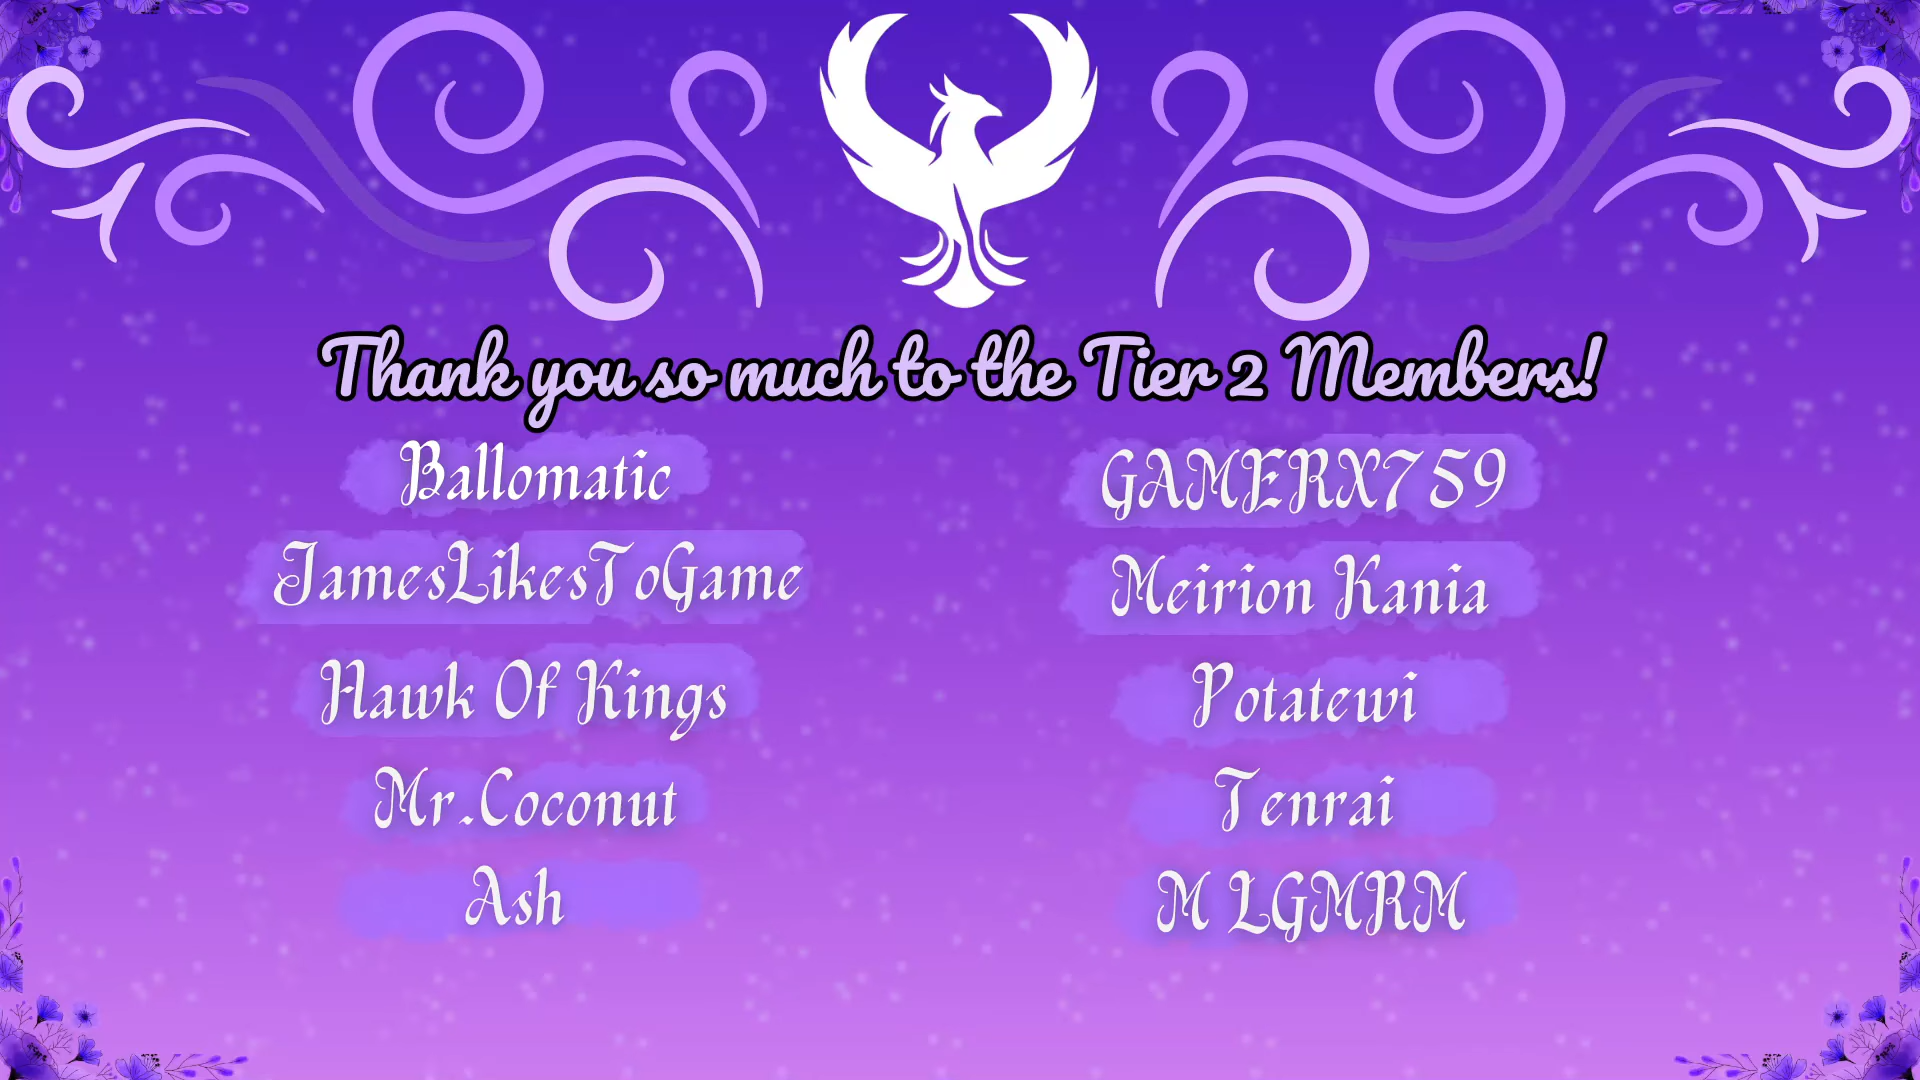 Thank you so much to the Tier 2 Members!
Ballomatic
JamesLikesToGame
Hawk Of Kings
Mr.Coconut
Ash
GAMERX759
Meirion Kania
Potatewi
Tenrai
M LGMRM